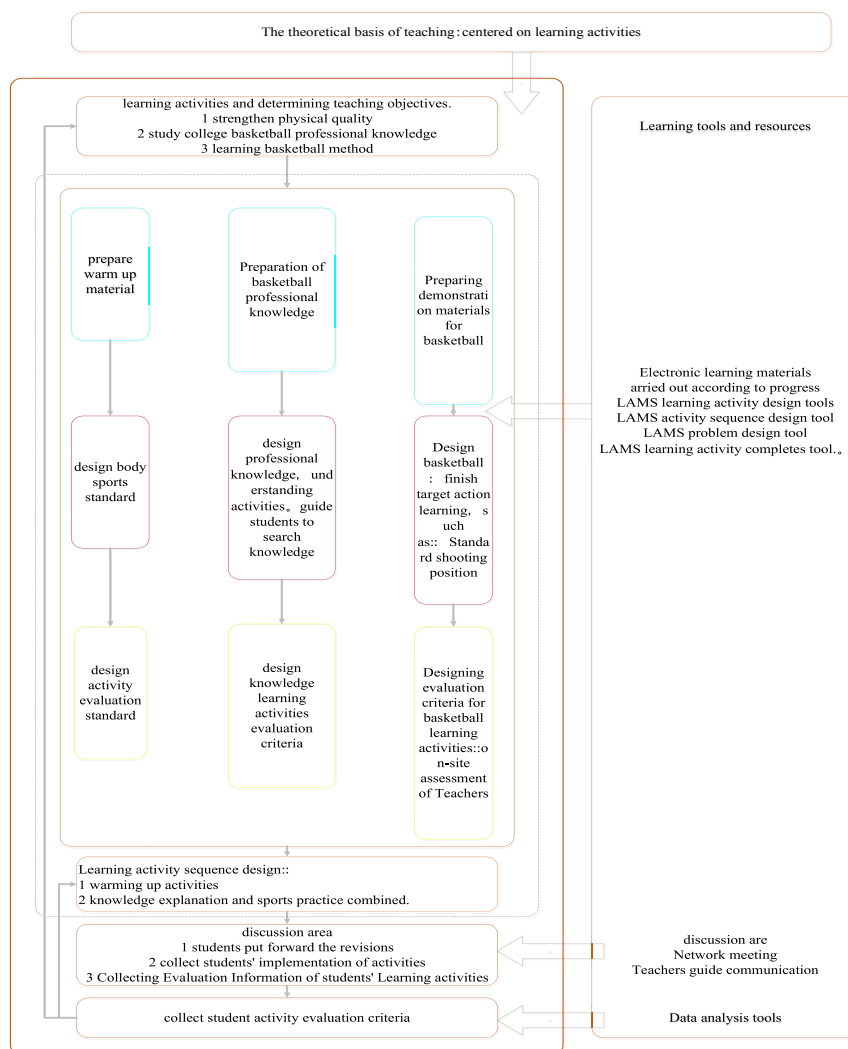 The theoretical basis of teaching：centered on learning activities
learning activities and determining teaching objectives.
1 strengthen physical quality
2 study college basketball professional knowledge
3 learning basketball method
Learning tools and resources
prepare
warm up
material
Preparation of
basketball
professional
knowledge
Preparing
demonstrati
on materials
for
basketball
Electronic learning materials
arried out according to progress
LAMS learning activity design tools
LAMS activity sequence design tool
LAMS problem design tool
LAMS learning activity completes tool.。
design body
sports
standard
design
professional
knowledge， und
erstanding
activities。guide
students to
search
knowledge
Design
basketball
： finish
target action
learning， s
uch
as:： Standa
rd shooting
position
design
activity
evaluation
standard
design
knowledge
learning
activities
evaluation
criteria
Designing
evaluation
criteria for
basketball
learning
activities::o
n-site
assessment
of Teachers
Learning activity sequence design::
1 warming up activities
2 knowledge explanation and sports practice combined.
discussion area
1 students put forward the revisions
2 collect students' implementation of activities
3 Collecting Evaluation Information of students' Learning activities
discussion are
Network meeting
Teachers guide communication
collect student activity evaluation criteria
Data analysis tools